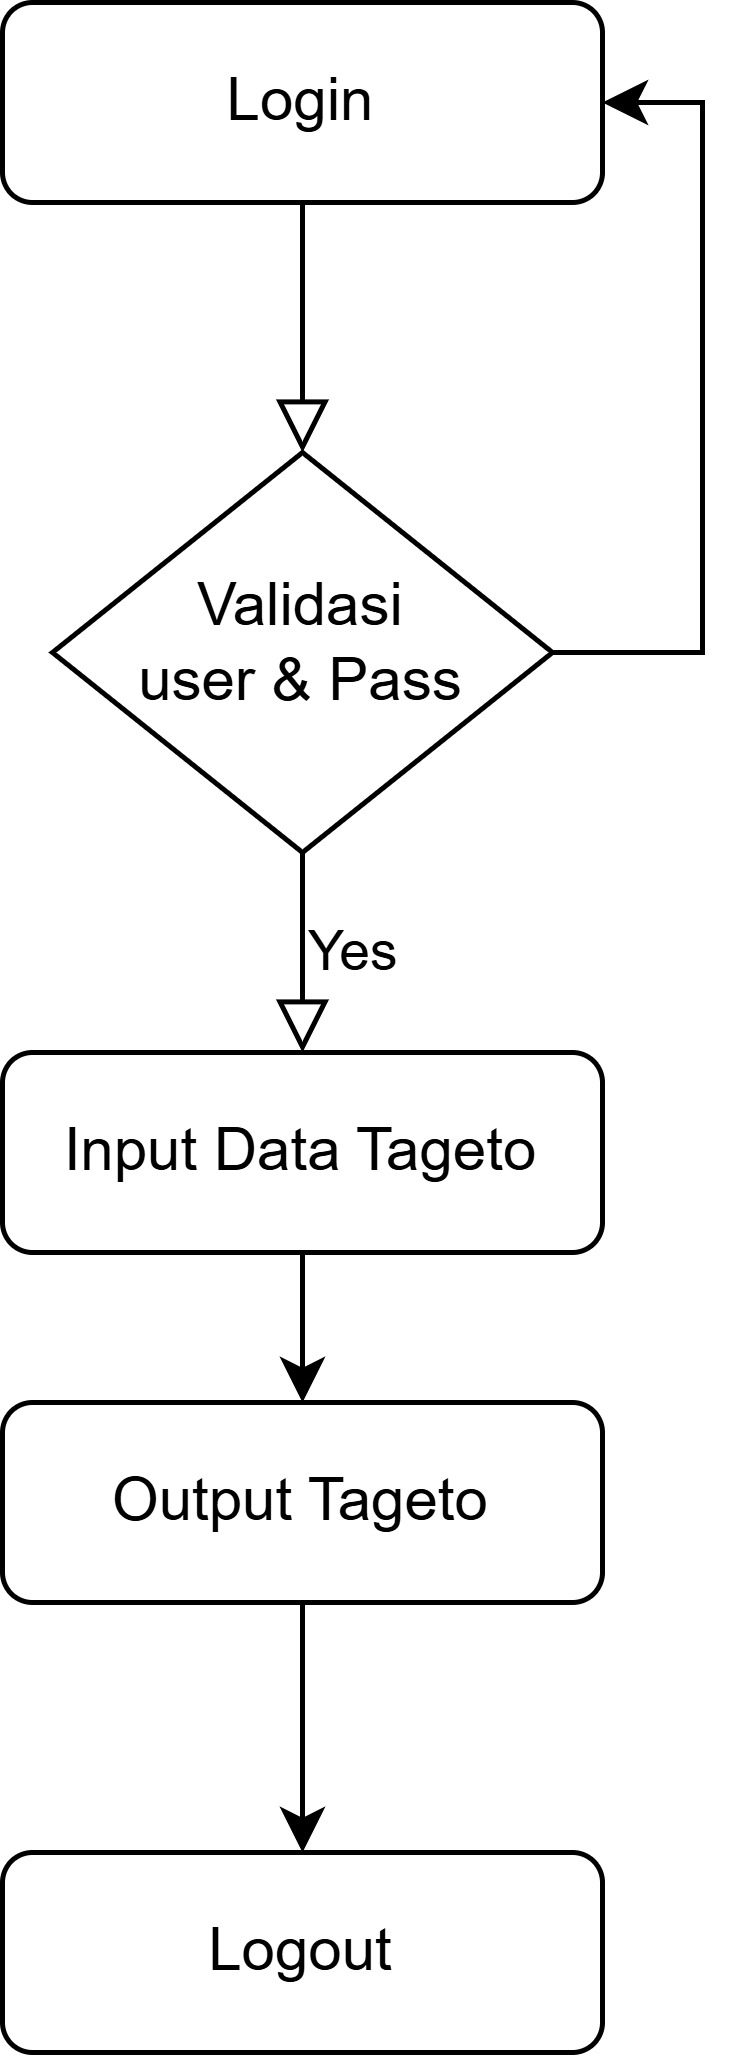 Login
Validasi
user & Pass
Yes
Input Data Tageto
Output Tageto
Logout